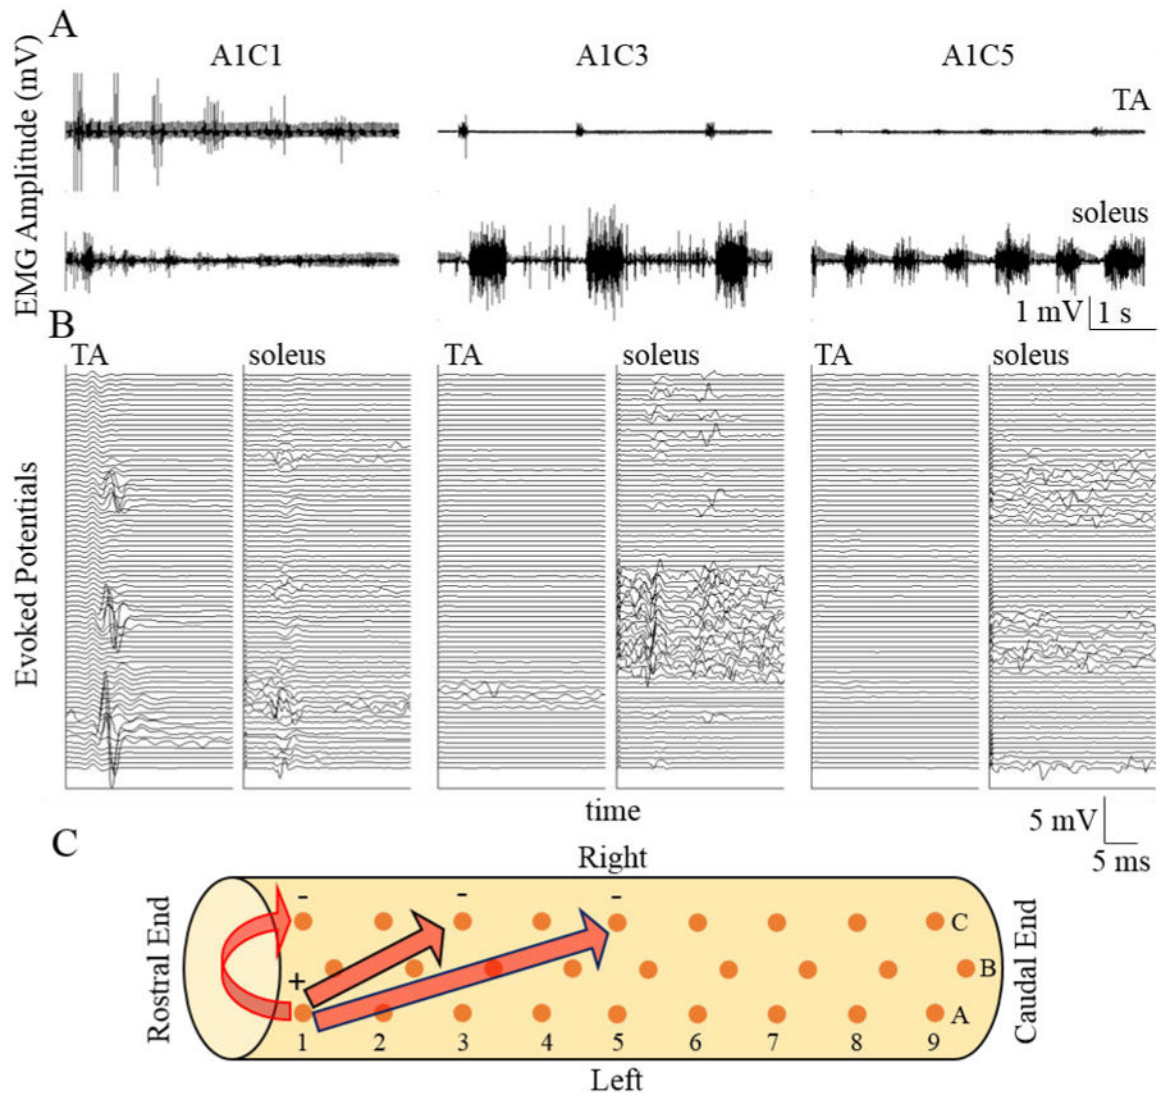 A
A1C1 A1C3 A1C5
EMG Amplitude (mV)
TA
soleus
1 mV 1 s
B
TA soleus TA soleus TA soleus
Evoked Potentials
time
5 mV
5 ms
C
Right
Rostral End
Caudal End
- - -
C
+
B
A
1 2 3 4 5 6 7 8 9
Left